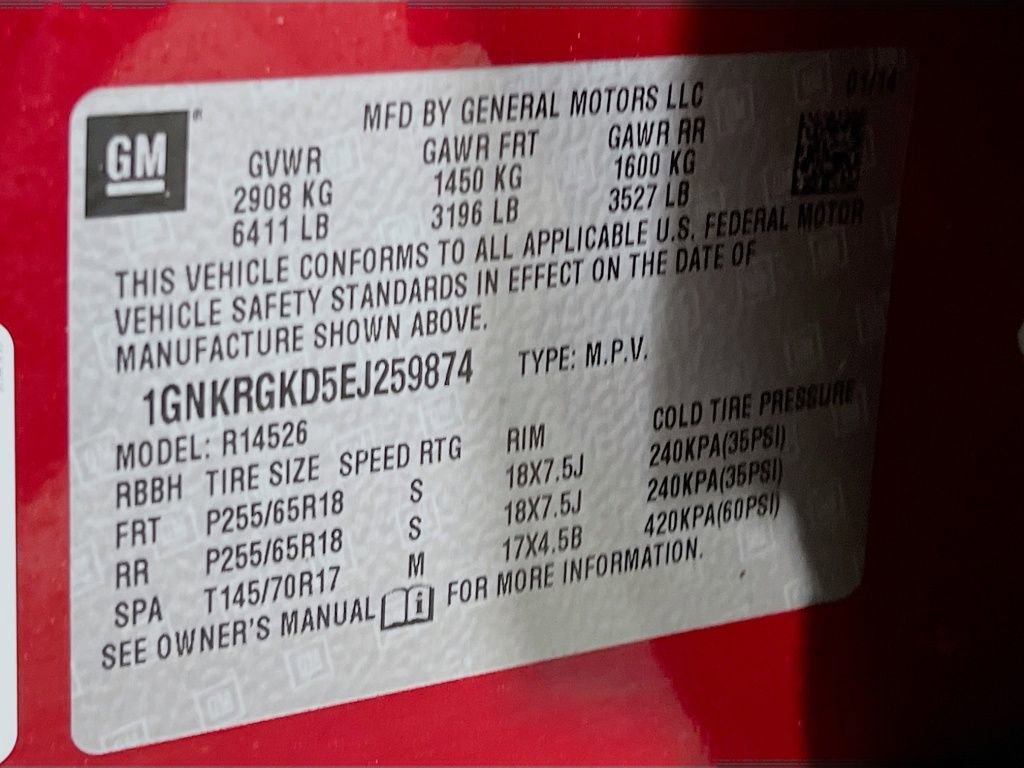 01/14
MFD BY GENERAL MOTORS LLC
GM ®
GVWR GAWR FRT GAWR RR
2908 KG 1450 KG 1600 KG
6411 LB 3196 LB 3527 LB
THIS VEHICLE CONFORMS TO ALL APPLICABLE U.S. FEDERAL MOTOR
VEHICLE SAFETY STANDARDS IN EFFECT ON THE DATE OF
MANUFACTURE SHOWN ABOVE.
1GNKRGKD5EJ259874 TYPE: M.P.V.
MODEL: R14526
RBBH TIRE SIZE SPEED RTG RIM COLD TIRE PRESSURE
FRT P255/65R18 S 18X7.5J 240KPA(35PSI)
RR P255/65R18 S 18X7.5J 240KPA(35PSI)
SPA T145/70R17 M 17X4.5B 420KPA(60PSI)
SEE OWNER'S MANUAL i FOR MORE INFORMATION.